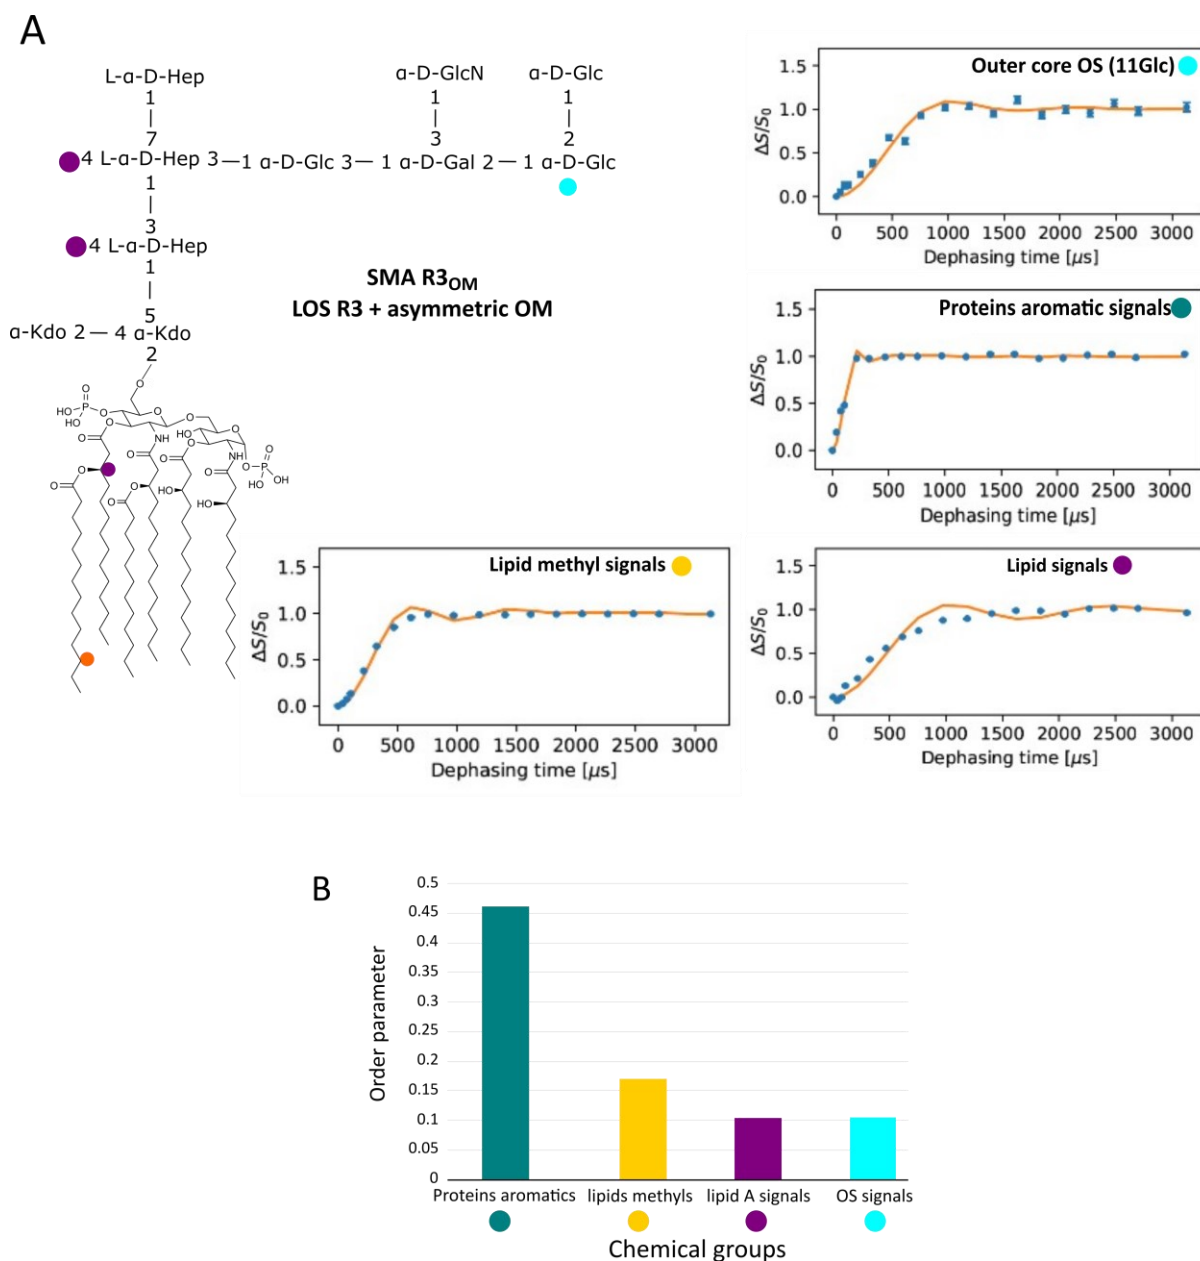 A
L-α-D-Hep
1
7
4 L-α-D-Hep 3 — 1 α-D-Glc 3 — 1 α-D-Gal 2 — 1 α-D-Glc
α-D-GlcN
1
3
α-D-Glc
1
2
1
3
4 L-α-D-Hep
1
5
α-Kdo 2 — 4 α-Kdo
2
SMA R3OM
LOS R3 + asymmetric OM
O
O
HO P O
HO
O
O
O
HO
O
O
NH
O
O
O
NH
O
O
P OH
HO OH
O
O
O
O
O
HO
HO
Outer core OS (11Glc)
ΔS/S0
1.5
1.0
0.5
0.0
0 500 1000 1500 2000 2500 3000
Dephasing time [µs]
Proteins aromatic signals
ΔS/S0
1.5
1.0
0.5
0.0
0 500 1000 1500 2000 2500 3000
Dephasing time [µs]
Lipid methyl signals
ΔS/S0
1.5
1.0
0.5
0.0
0 500 1000 1500 2000 2500 3000
Dephasing time [µs]
Lipid signals
ΔS/S0
1.5
1.0
0.5
0.0
0 500 1000 1500 2000 2500 3000
Dephasing time [µs]
B
Order parameter
0.5
0.45
0.4
0.35
0.3
0.25
0.2
0.15
0.1
0.05
0
Proteins aromatics lipids methyls lipid A signals OS signals
Chemical groups